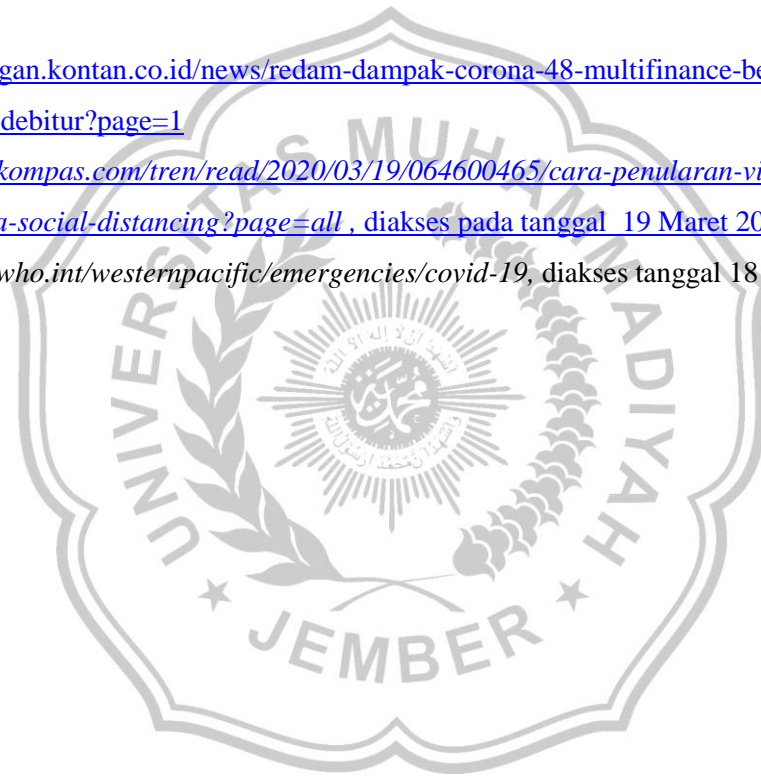 gan.kontan.co.id/news/redam-dampak-corona-48-multifinance-be
debitur?page=1
kompas.com/tren/read/2020/03/19/064600465/cara-penularan-vi
a-social-distancing?page=all , diakses pada tanggal 19 Maret 20
who.int/westernpacific/emergencies/covid-19, diakses tanggal 18
UNIVERSITAS MUHAMMADIYAH
JEMBER